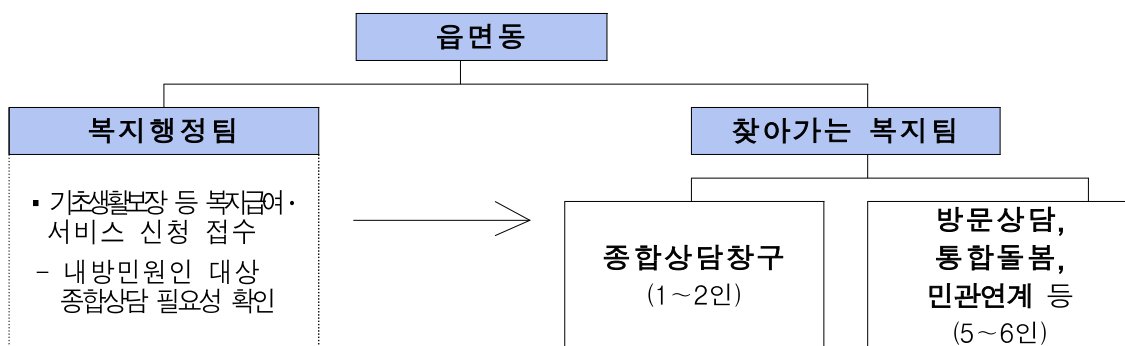 읍면동
복지행정팀
▪ 기초생활보장 등 복지급여·
서비스 신청 접수
- 내방민원인 대상
종합상담 필요성 확인
찾아가는 복지팀
종합상담창구
(1~2인)
방문상담,
통합돌봄,
민관연계 등
(5~6인)